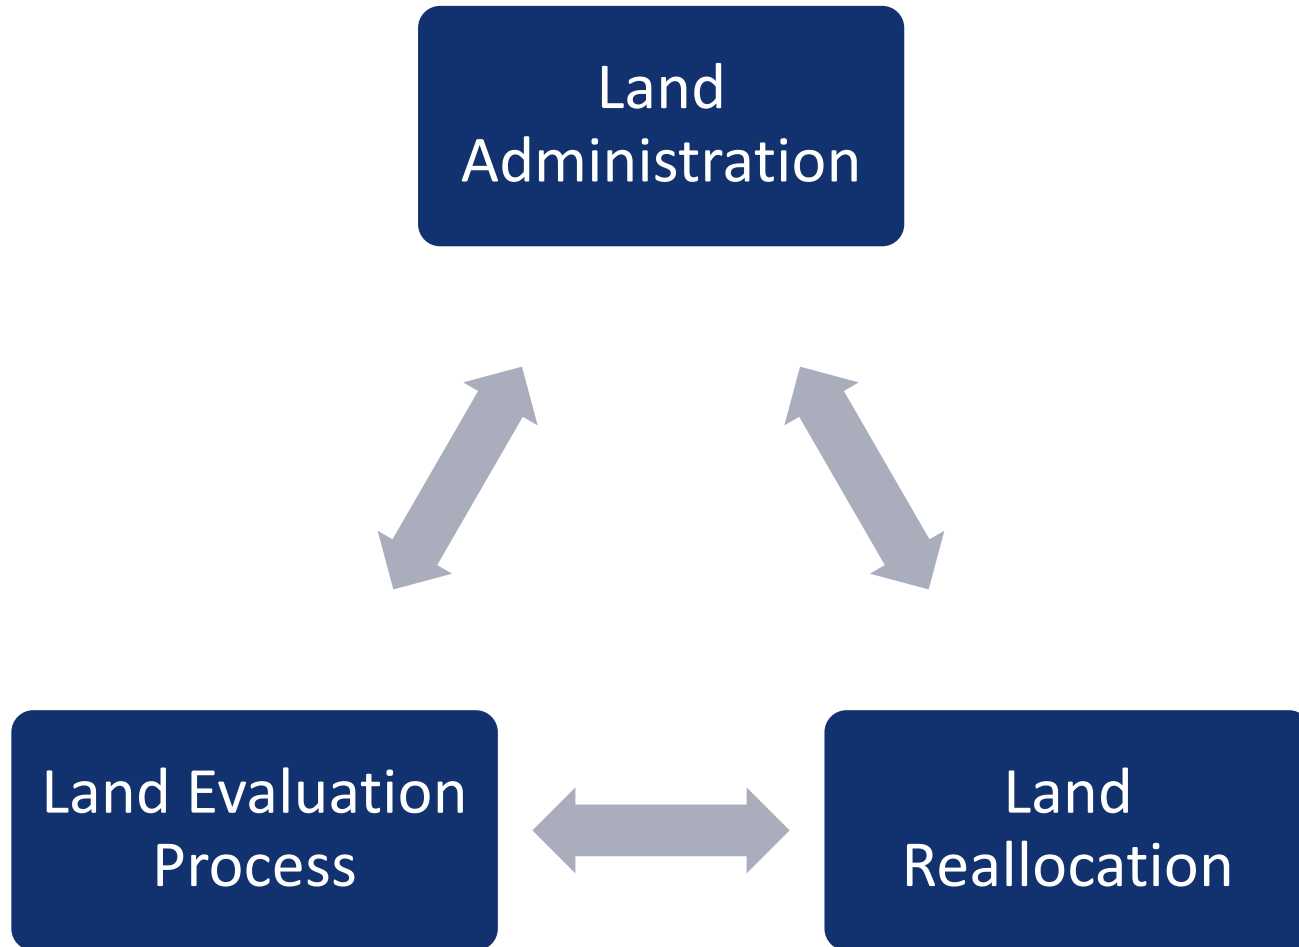 Land
Administration
Land Evaluation
Process
Land
Reallocation